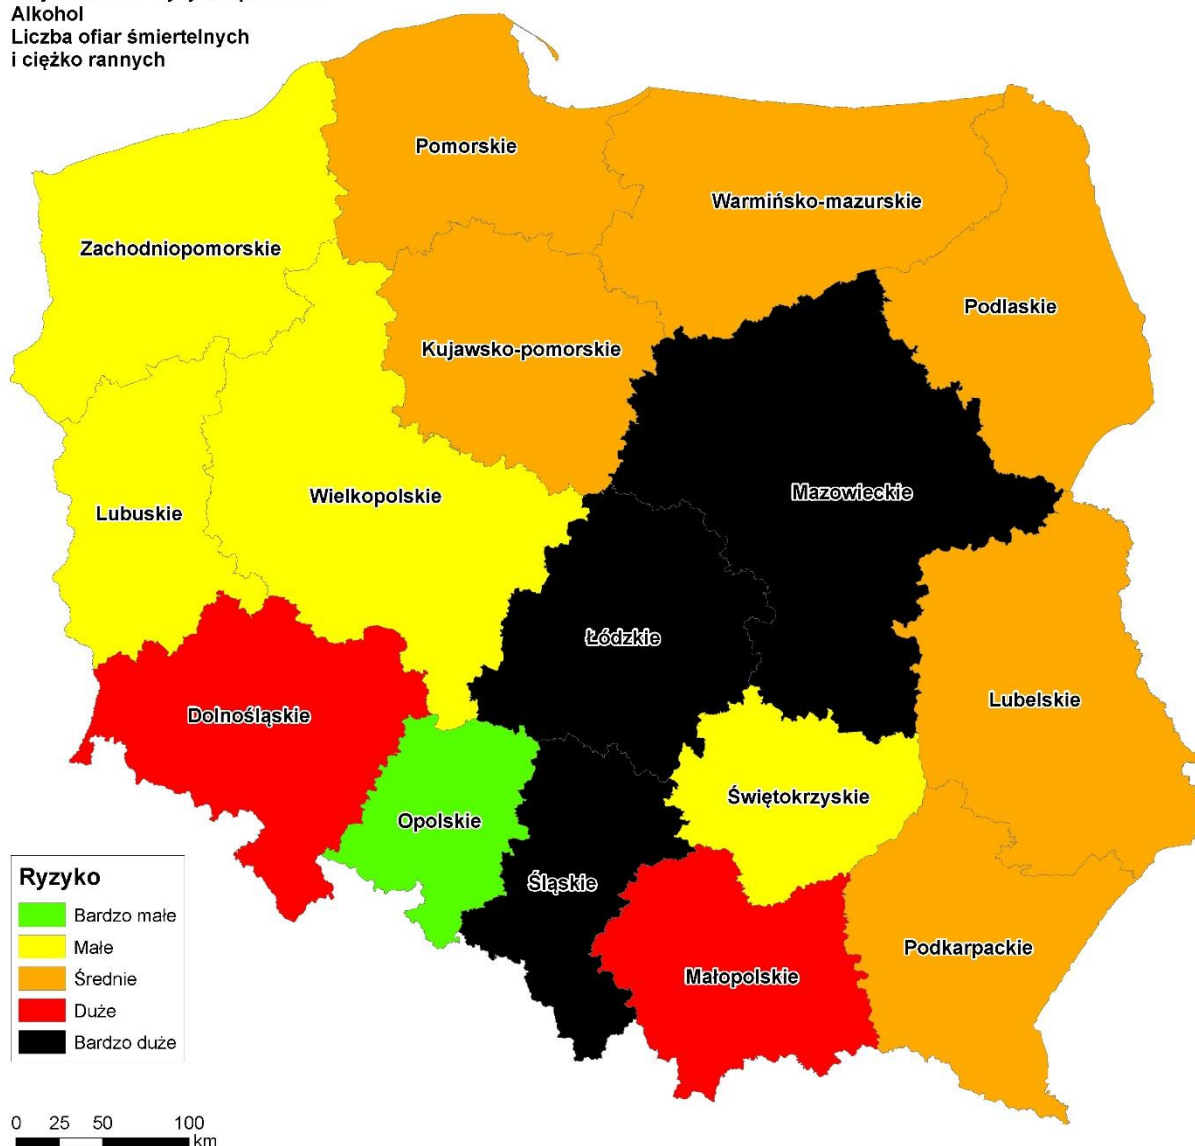 Alkohol
Liczba ofiar śmiertelnych
i ciężko rannych
Pomorskie
Warmińsko-mazurskie
Zachodniopomorskie
Podlaskie
Kujawsko-pomorskie
Mazowieckie
Wielkopolskie
Lubuskie
Łódzkie
Lubelskie
Dolnośląskie
Świętokrzyskie
Opolskie
Śląskie
Podkarpackie
Małopolskie
Ryzyko
Bardzo małe
Małe
Średnie
Duże
Bardzo duże
0 25 50 100
km